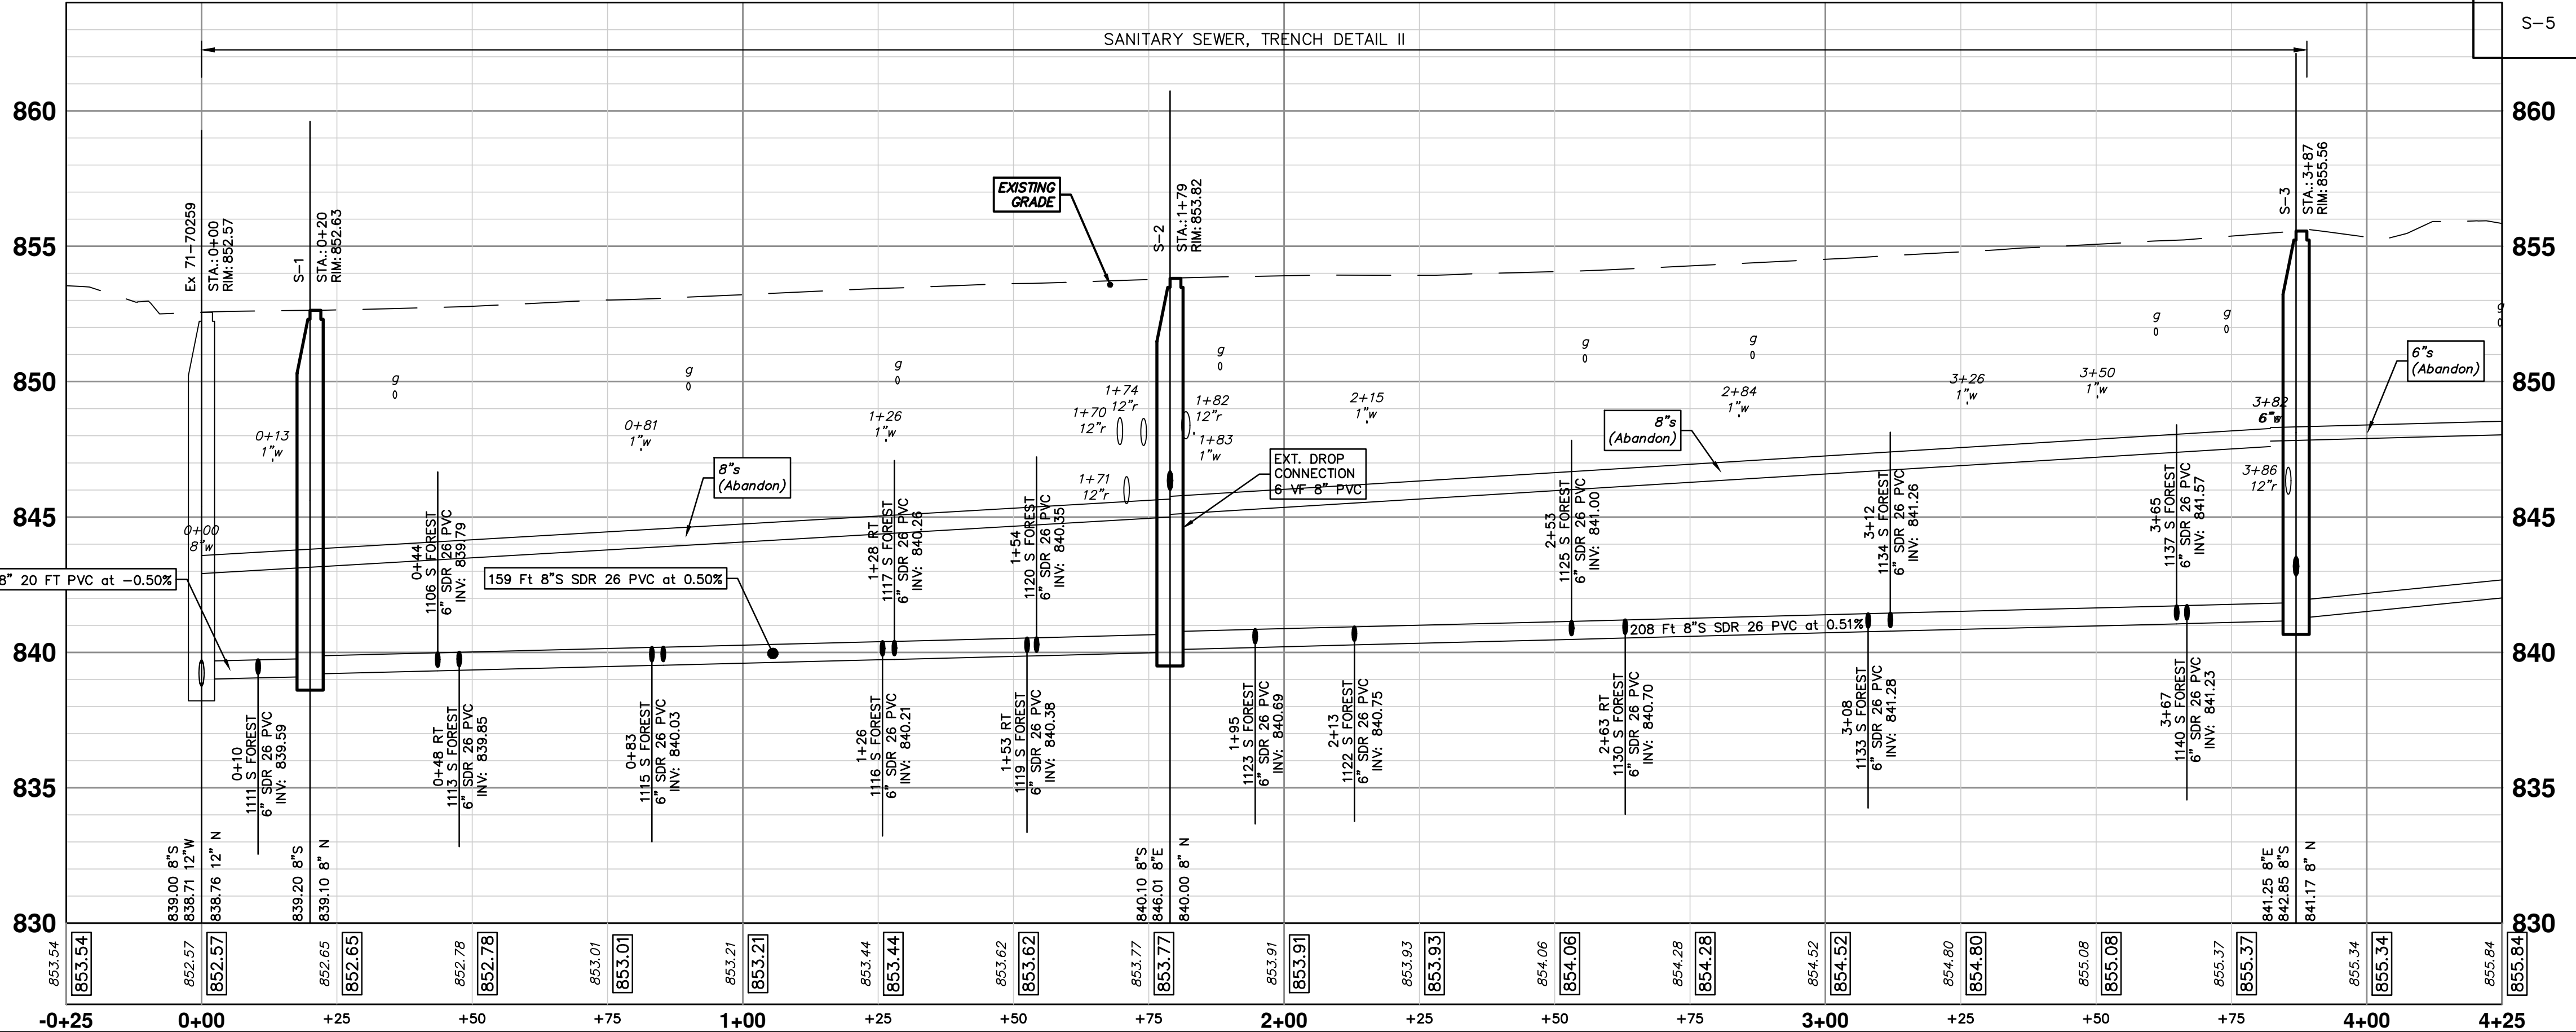 S-5
SANITARY SEWER, TRENCH DETAIL II
860
860
855
855
850
850
845
845
840
840
835
835
830
830
Ex 71-70259
STA.: 0+00
RIM: 852.57
S-1
STA.: 0+20
RIM: 852.63
EXISTING
GRADE
S-2
STA.: 1+79
RIM: 853.82
S-3
STA.: 3+87
RIM: 855.56
g
g
g
g
g
g
g
g
g
0+13
1"w
0+81
1"w
1+26
1"w
1+74
12"r
1+70
12"r
1+82
12"r
1+83
1"w
1+71
12"r
2+15
1"w
2+84
1"w
3+26
1"w
3+50
1"w
3+82
6"w
3+86
12"r
0+00
8"w
8"s
(Abandon)
8"s
(Abandon)
6"s
(Abandon)
EXT. DROP
CONNECTION
6 VF 8" PVC
8" 20 FT PVC at -0.50%
159 Ft 8"S SDR 26 PVC at 0.50%
208 Ft 8"S SDR 26 PVC at 0.51%
0+44
1106 S FOREST
6" SDR 26 PVC
INV: 839.79
1+28 RT
1117 S FOREST
6" SDR 26 PVC
INV: 840.26
1+54
1120 S FOREST
6" SDR 26 PVC
INV: 840.35
2+53
1125 S FOREST
6" SDR 26 PVC
INV: 841.00
3+12
1134 S FOREST
6" SDR 26 PVC
INV: 841.26
3+65
1137 S FOREST
6" SDR 26 PVC
INV: 841.57
0+10
1111 S FOREST
6" SDR 26 PVC
INV: 839.59
0+48 RT
1113 S FOREST
6" SDR 26 PVC
INV: 839.85
0+83
1115 S FOREST
6" SDR 26 PVC
INV: 840.03
1+26
1116 S FOREST
6" SDR 26 PVC
INV: 840.21
1+53 RT
1119 S FOREST
6" SDR 26 PVC
INV: 840.38
1+95
1123 S FOREST
6" SDR 26 PVC
INV: 840.69
2+13
1122 S FOREST
6" SDR 26 PVC
INV: 840.75
2+63 RT
1130 S FOREST
6" SDR 26 PVC
INV: 840.70
3+08
1133 S FOREST
6" SDR 26 PVC
INV: 841.28
3+67
1140 S FOREST
6" SDR 26 PVC
INV: 841.23
839.00 8"S
838.71 12"W
838.76 12" N
839.20 8"S
839.10 8" N
840.10 8"S
846.01 8"E
840.00 8" N
841.25 8"E
842.85 8"S
841.17 8" N
853.54
853.54
852.57
852.57
852.65
852.65
852.78
852.78
853.01
853.01
853.21
853.21
853.44
853.44
853.62
853.62
853.77
853.77
853.91
853.91
853.93
853.93
854.06
854.06
854.28
854.28
854.52
854.52
854.80
854.80
855.08
855.08
855.37
855.37
855.34
855.34
855.84
855.84
-0+25
0+00
+25
+50
+75
1+00
+25
+50
+75
2+00
+25
+50
+75
3+00
+25
+50
+75
4+00
4+25